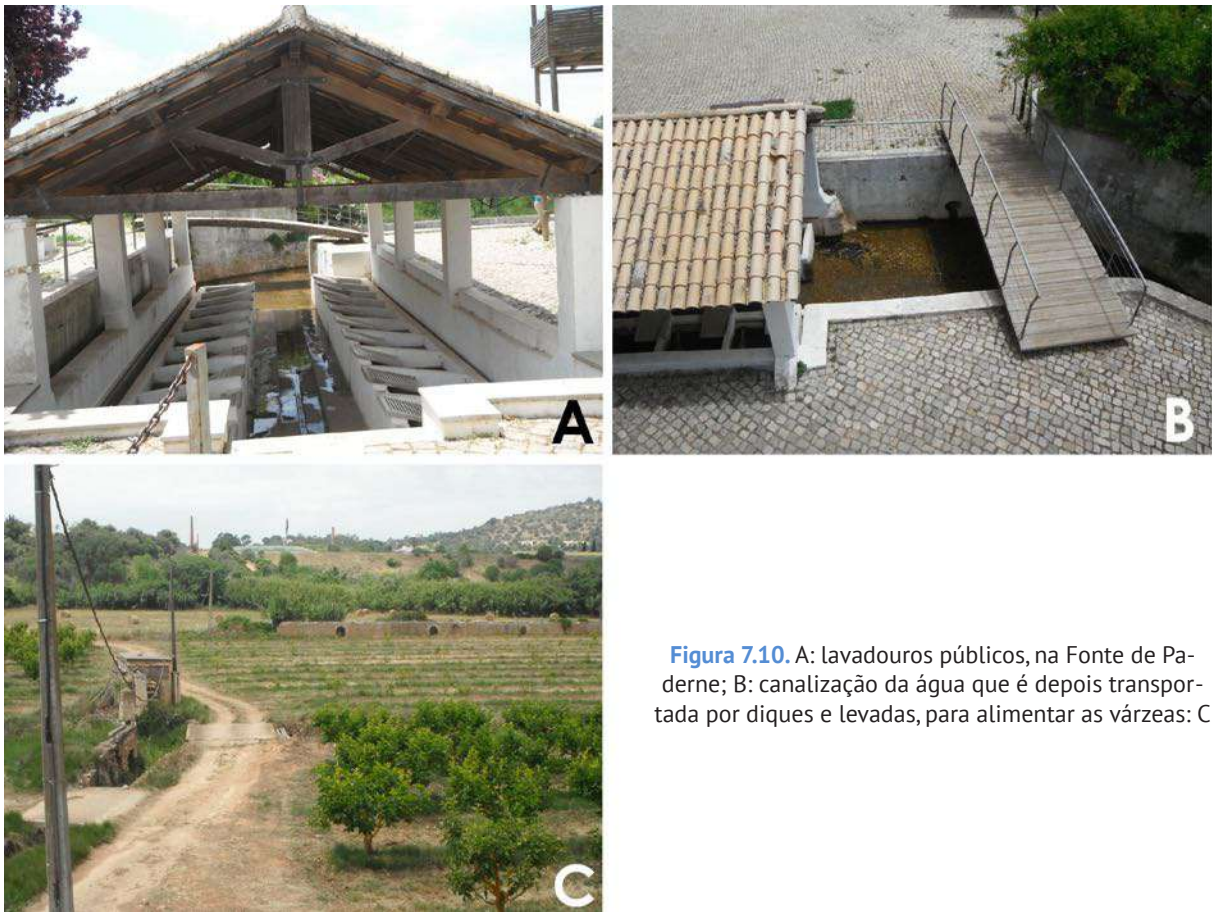 A
B
C
Figura 7.10. A: lavadouros públicos, na Fonte de Pa-
derne; B: canalização da água que é depois transpor-
tada por diques e levadas, para alimentar as várzeas: C